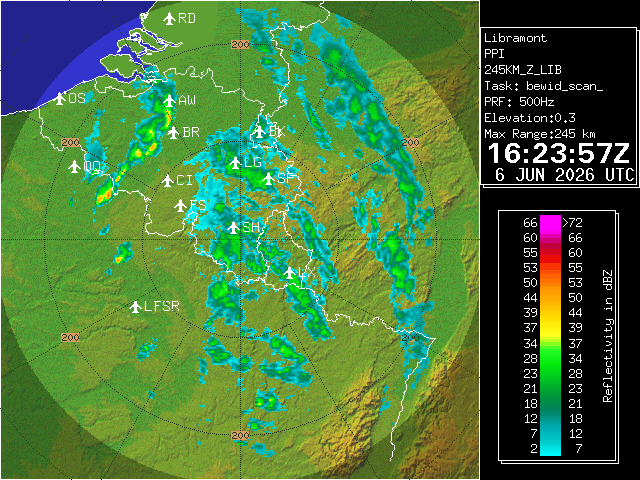 RD
200
OS
AW
BR
BK
200
200
QQ
LG
CI
SP
FS
SH
LX
LFSR
200
200
200
Libramont
PPI
245KM_Z_LIB
Task: bewid_scan_
PRF: 500Hz
Elevation:0.3
Max Range:245 km
16:23:57Z
6 JUN 2026 UTC
66 >72
60 66
55 60
53 55
50 53
44 50
39 44
37 39
34 37
28 34
23 28
21 23
18 21
12 18
7 12
2 7
Reflectivity in dBZ